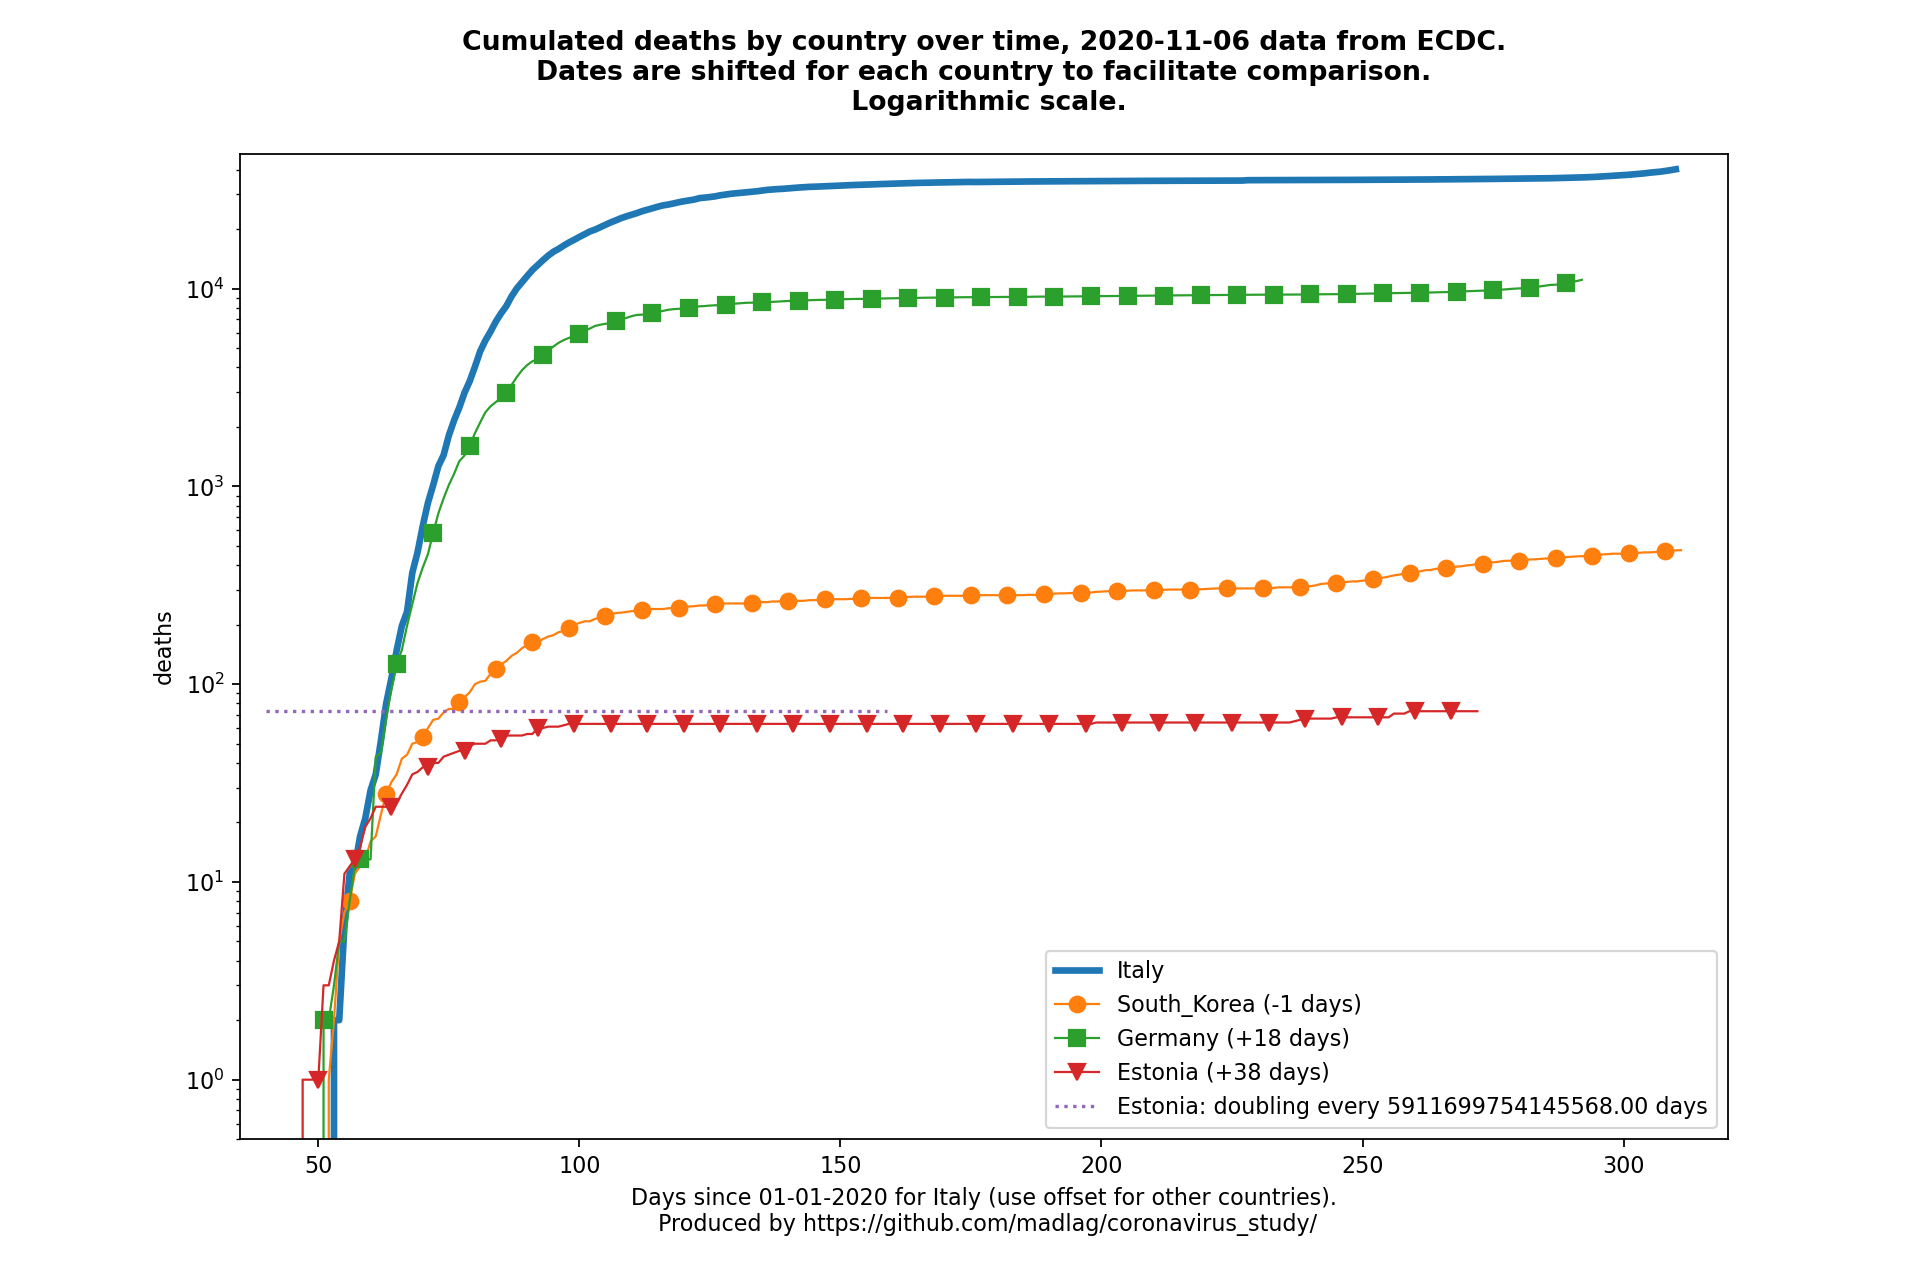 Cumulated deaths by country over time, 2020-11-06 data from ECDC.
Dates are shifted for each country to facilitate comparison.
Logarithmic scale.
deaths
10^4
10^3
10^2
10^1
10^0
50 100 150 200 250 300
Italy
South_Korea (-1 days)
Germany (+18 days)
Estonia (+38 days)
Estonia: doubling every 5911699754145568.00 days
Days since 01-01-2020 for Italy (use offset for other countries).
Produced by https://github.com/madlag/coronavirus_study/